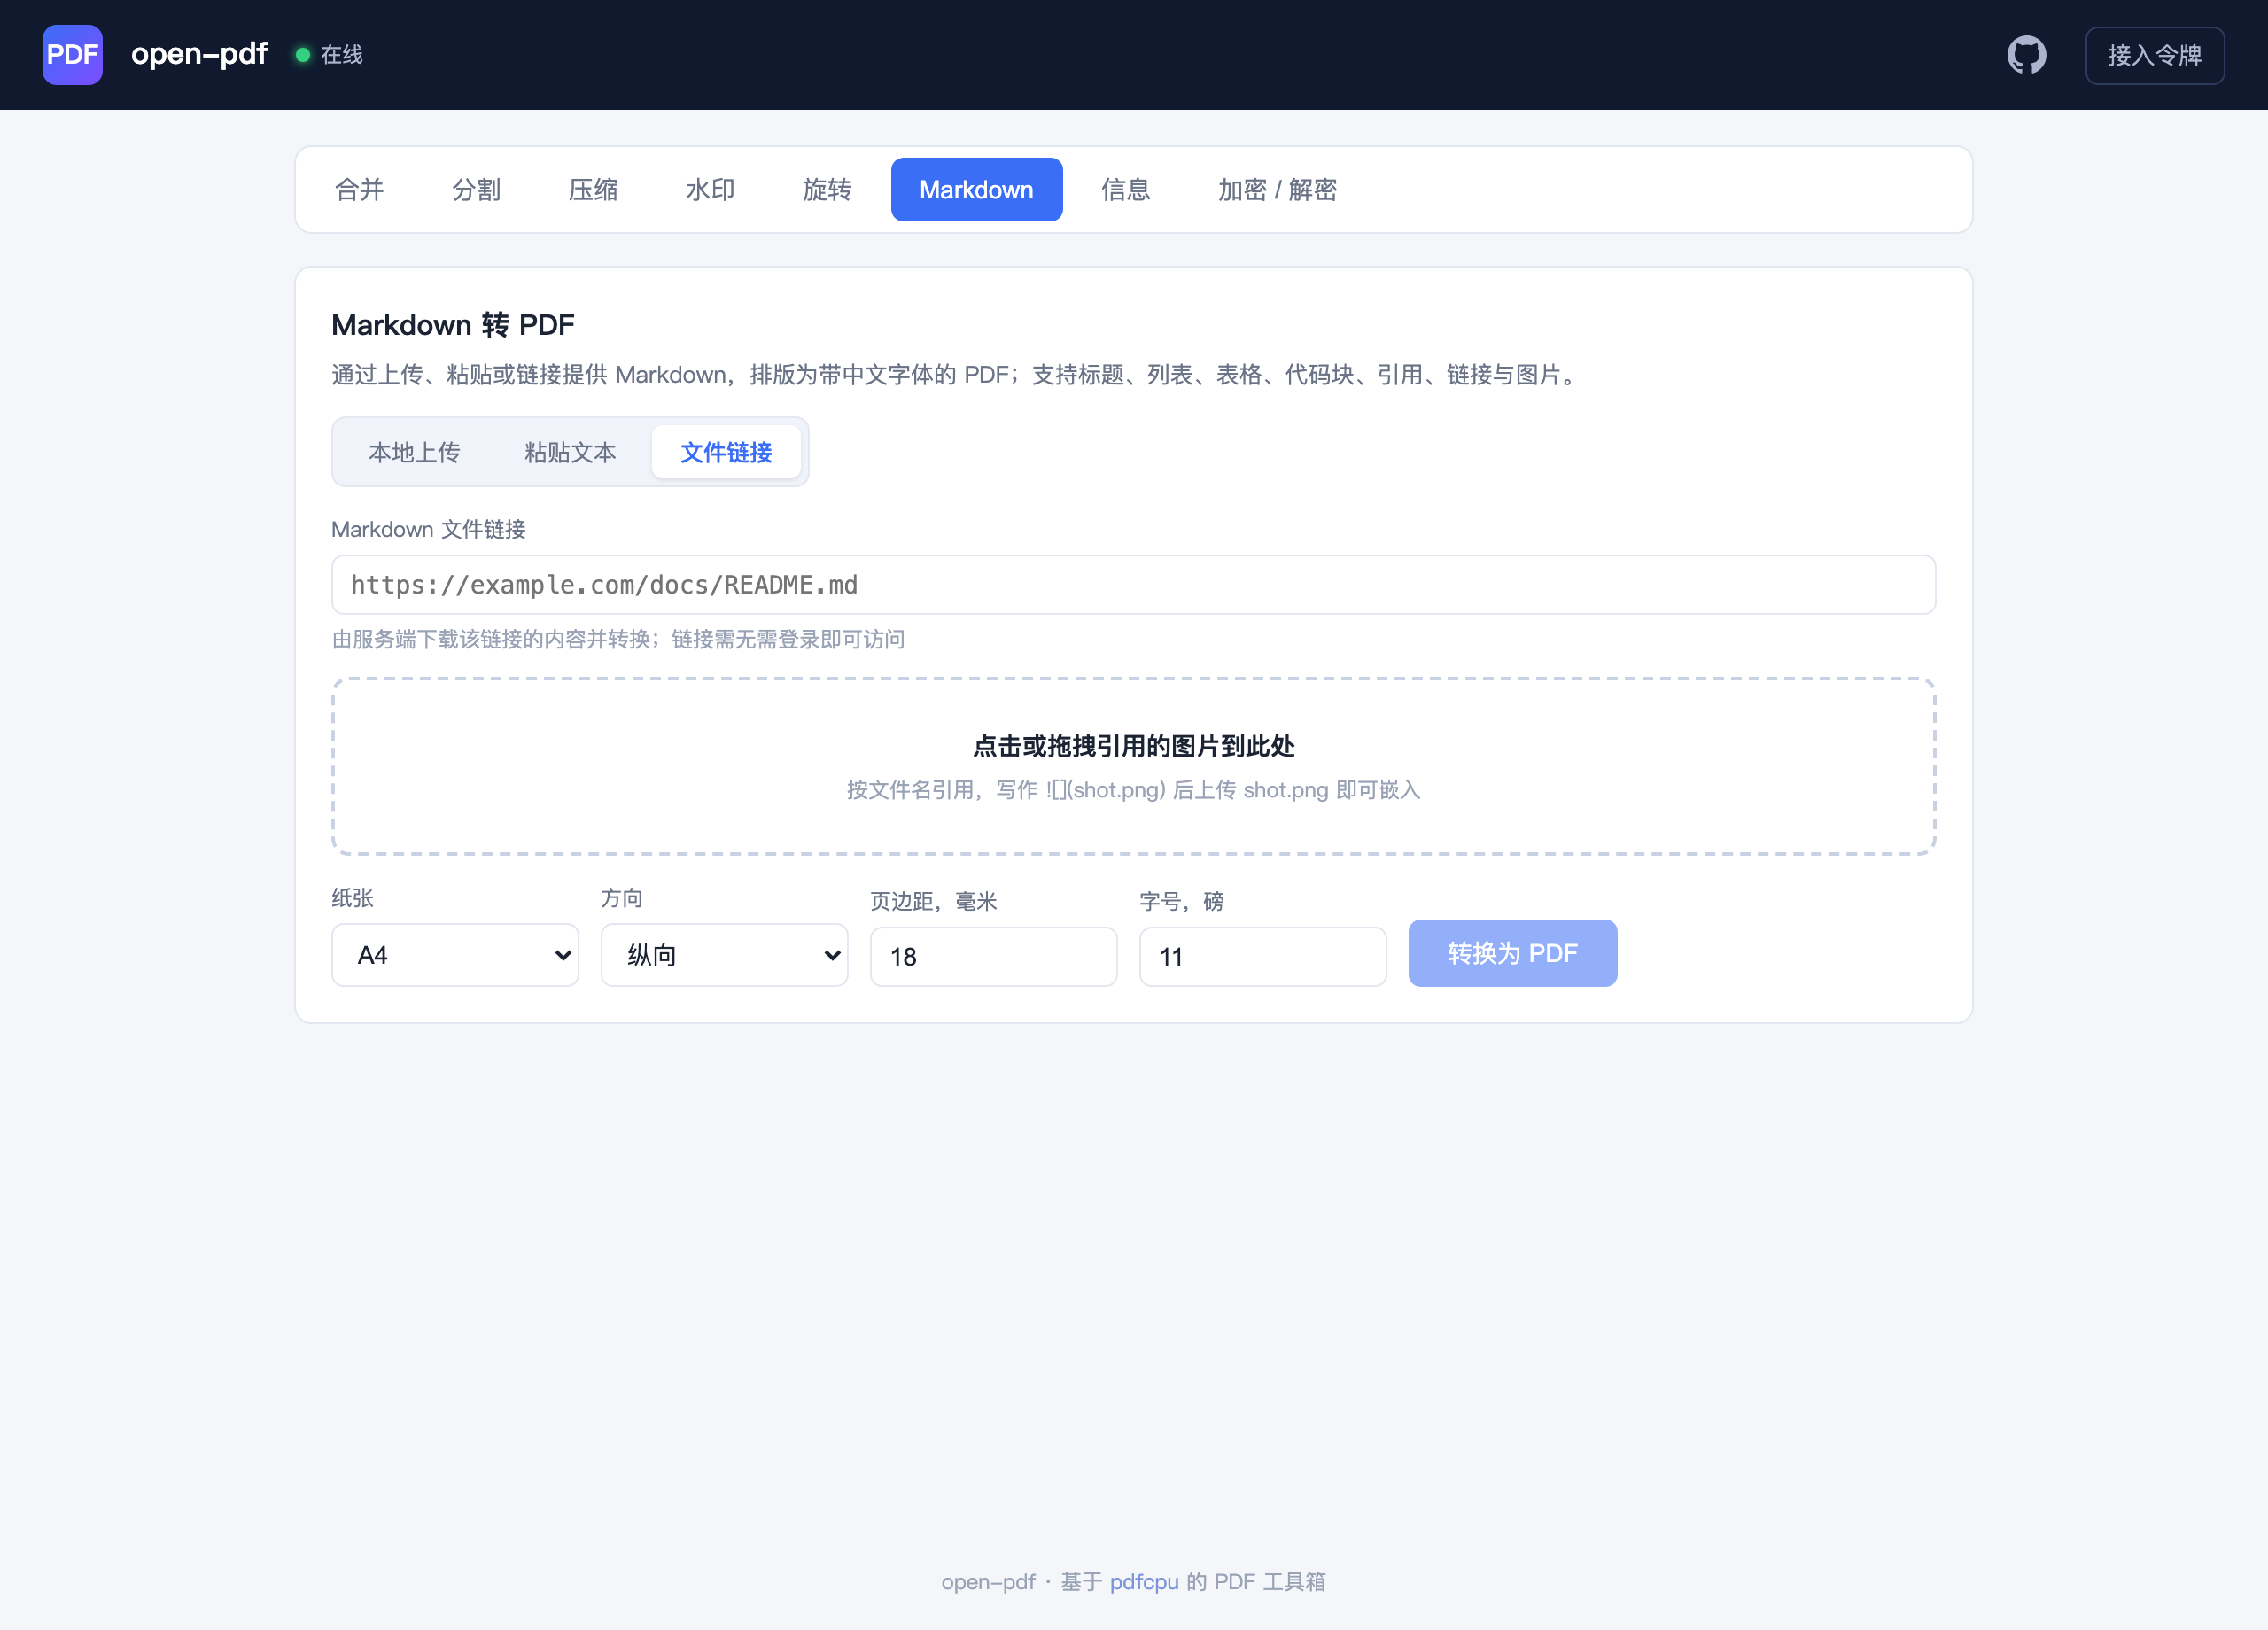 PDF open-pdf 在线 接入令牌
合并 分割 压缩 水印 旋转 Markdown 信息 加密 / 解密
Markdown 转 PDF
通过上传、粘贴或链接提供 Markdown，排版为带中文字体的 PDF；支持标题、列表、表格、代码块、引用、链接与图片。
本地上传 粘贴文本 文件链接
Markdown 文件链接
https://example.com/docs/README.md
由服务端下载该链接的内容并转换；链接需无需登录即可访问
点击或拖拽引用的图片到此处
按文件名引用，写作 ![](shot.png) 后上传 shot.png 即可嵌入
纸张 方向 页边距，毫米 字号，磅
A4 纵向 18 11 转换为 PDF
open-pdf · 基于 pdfcpu 的 PDF 工具箱